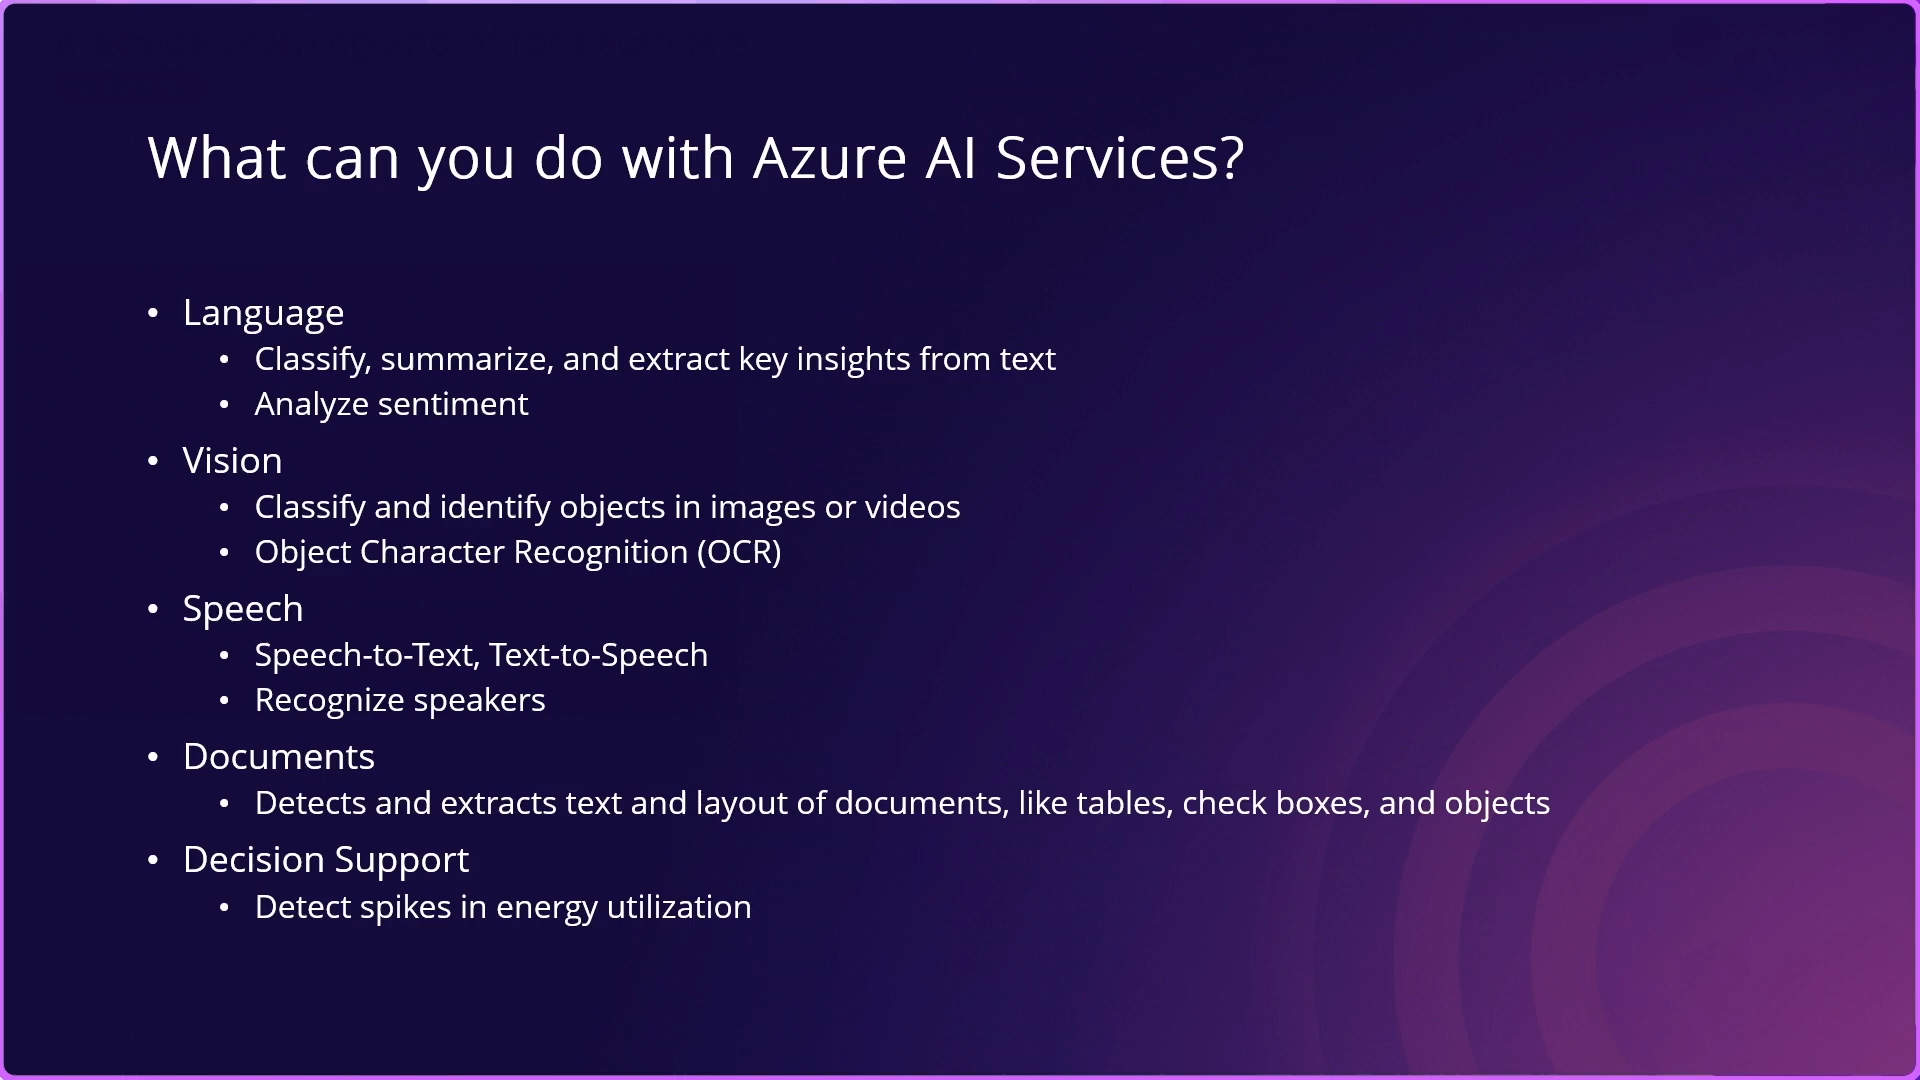 What can you do with Azure AI Services?
• Language
• Classify, summarize, and extract key insights from text
• Analyze sentiment
• Vision
• Classify and identify objects in images or videos
• Object Character Recognition (OCR)
• Speech
• Speech-to-Text, Text-to-Speech
• Recognize speakers
• Documents
• Detects and extracts text and layout of documents, like tables, check boxes, and objects
• Decision Support
• Detect spikes in energy utilization